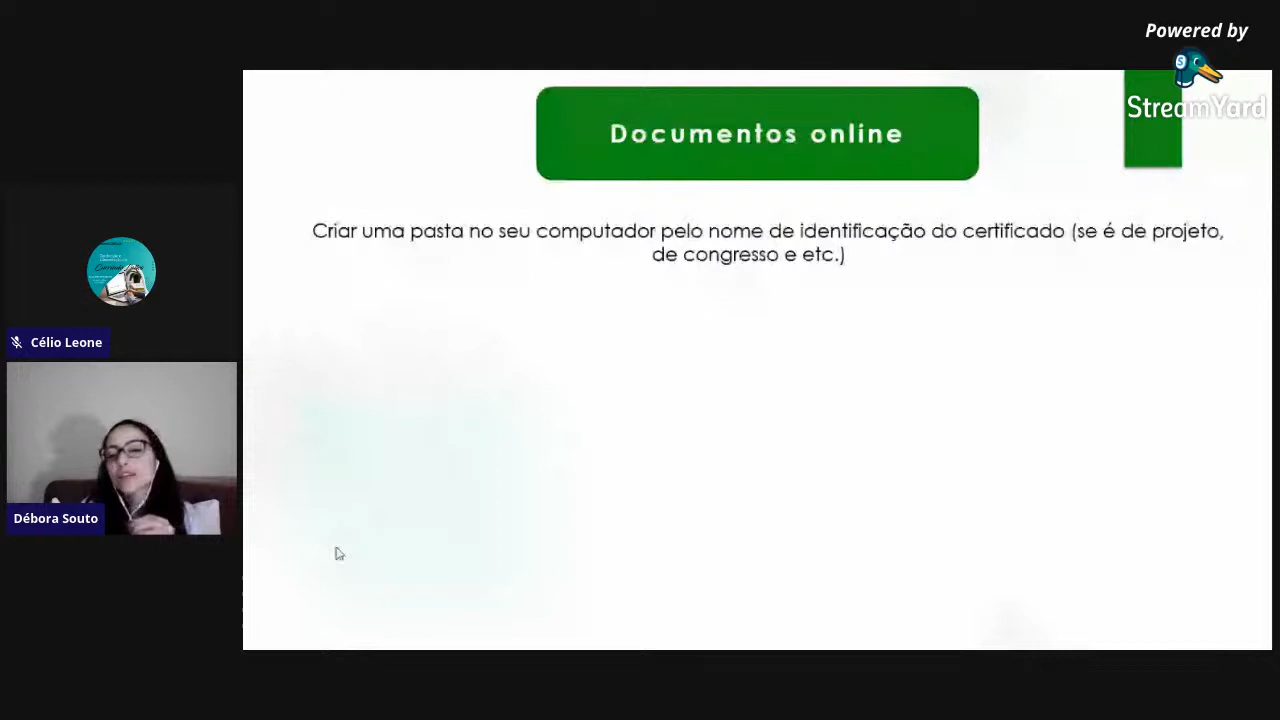 Powered by
StreamYard
Documentos online
Criar uma pasta no seu computador pelo nome de identificação do certificado (se é de projeto,
de congresso e etc.)
Célio Leone
Débora Souto